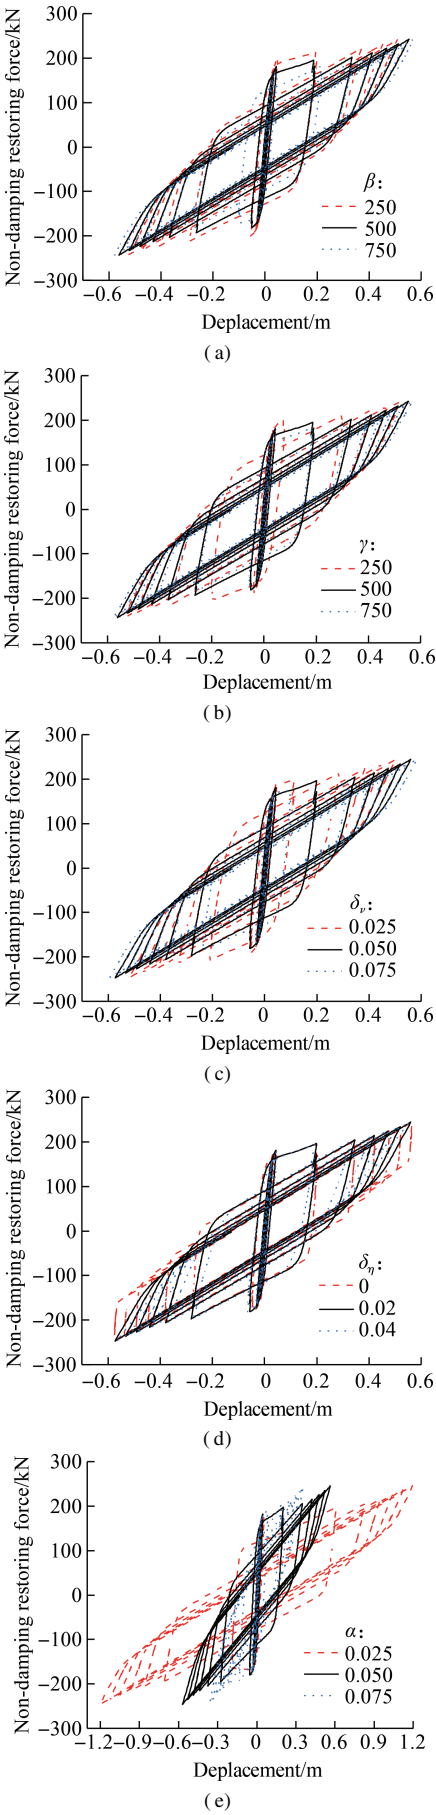 300
200
100
0
−100
−200
−300
Non-damping restoring force/kN
β:
250
500
750
−0.6 −0.4 −0.2 0 0.2 0.4 0.6
Deplacement/m
(a)
300
200
100
0
−100
−200
−300
Non-damping restoring force/kN
γ:
250
500
750
−0.6 −0.4 −0.2 0 0.2 0.4 0.6
Deplacement/m
(b)
300
200
100
0
−100
−200
−300
Non-damping restoring force/kN
δν:
0.025
0.050
0.075
−0.6 −0.4 −0.2 0 0.2 0.4 0.6
Deplacement/m
(c)
300
200
100
0
−100
−200
−300
Non-damping restoring force/kN
δη:
0
0.02
0.04
−0.6 −0.4 −0.2 0 0.2 0.4 0.6
Deplacement/m
(d)
300
200
100
0
−100
−200
−300
Non-damping restoring force/kN
α:
0.025
0.050
0.075
−1.2 −0.9 −0.6 −0.3 0 0.3 0.6 0.9 1.2
Deplacement/m
(e)